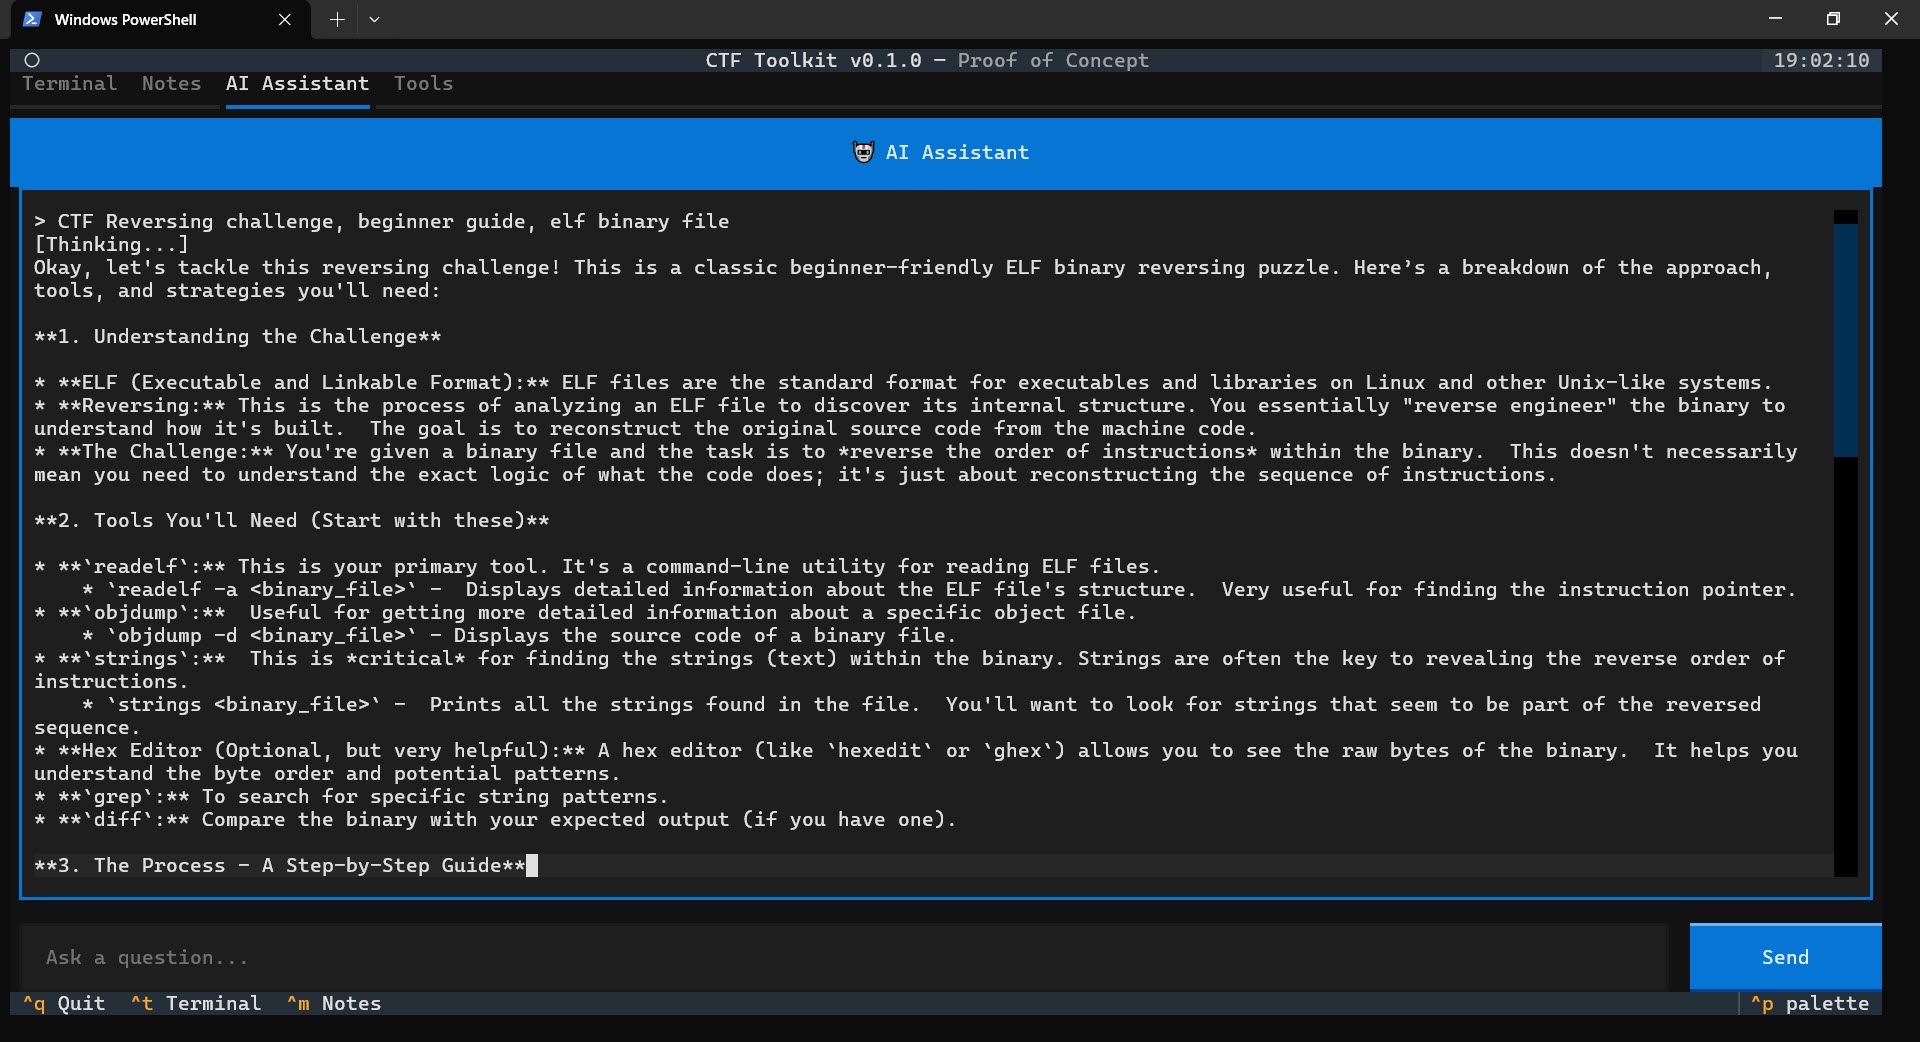 Windows PowerShell
CTF Toolkit v0.1.0 — Proof of Concept 19:02:10
Terminal Notes AI Assistant Tools
AI Assistant
> CTF Reversing challenge, beginner guide, elf binary file
[Thinking...]
Okay, let's tackle this reversing challenge! This is a classic beginner-friendly ELF binary reversing puzzle. Here’s a breakdown of the approach,
tools, and strategies you'll need:
**1. Understanding the Challenge**
* **ELF (Executable and Linkable Format):** ELF files are the standard format for executables and libraries on Linux and other Unix-like systems.
* **Reversing:** This is the process of analyzing an ELF file to discover its internal structure. You essentially "reverse engineer" the binary to
understand how it's built.  The goal is to reconstruct the original source code from the machine code.
* **The Challenge:** You're given a binary file and the task is to *reverse the order of instructions* within the binary.  This doesn't necessarily
mean you need to understand the exact logic of what the code does; it's just about reconstructing the sequence of instructions.
**2. Tools You'll Need (Start with these)**
* **`readelf`:** This is your primary tool. It's a command-line utility for reading ELF files.
* `readelf -a <binary_file>` -  Displays detailed information about the ELF file's structure.  Very useful for finding the instruction pointer.
* **`objdump`:**  Useful for getting more detailed information about a specific object file.
* `objdump -d <binary_file>` - Displays the source code of a binary file.
* **`strings`:**  This is *critical* for finding the strings (text) within the binary. Strings are often the key to revealing the reverse order of
instructions.
* `strings <binary_file>` -  Prints all the strings found in the file.  You'll want to look for strings that seem to be part of the reversed
sequence.
* **Hex Editor (Optional, but very helpful):** A hex editor (like `hexedit` or `ghex`) allows you to see the raw bytes of the binary.  It helps you
understand the byte order and potential patterns.
* **`grep`:** To search for specific string patterns.
* **`diff`:** Compare the binary with your expected output (if you have one).
**3. The Process - A Step-by-Step Guide**
Ask a question...
Send
^q Quit ^t Terminal ^m Notes ^p palette